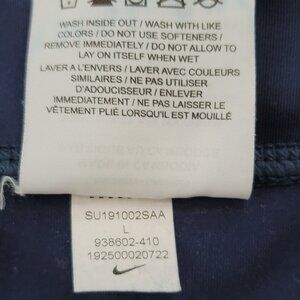 WASH INSIDE OUT / WASH WITH LIKE
COLORS / DO NOT USE SOFTENERS /
REMOVE IMMEDIATELY / DO NOT ALLOW TO
LAY ON ITSELF WHEN WET
LAVER A L'ENVERS / LAVER AVEC COULEURS
SIMILAIRES / NE PAS UTILISER
D'ADOUCISSEUR / ENLEVER
IMMÉDIATEMENT / NE PAS LAISSER LE
VÊTEMENT PLIÉ LORSQU'IL EST MOUILLÉ
SU191002SAA
L
938602-410
192500020722